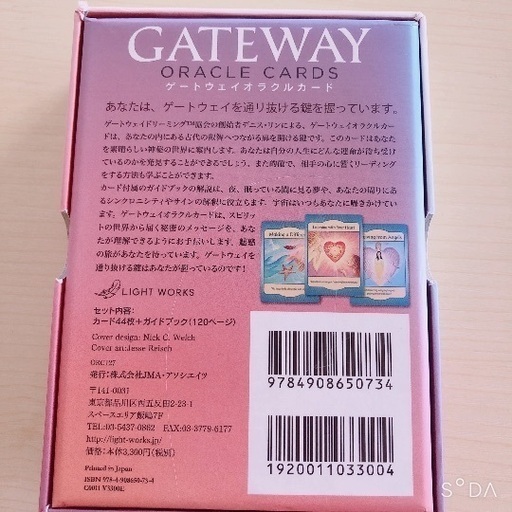 GATEWAY
ORACLE CARDS
ゲートウェイオラクルカード
あなたは、ゲートウェイを通り抜ける鍵を握っています。
ゲートウェイドリーミング™協会の創始者デニス・リンによる、ゲートウェイオラクルカー
ドは、あなたの内にある古代の叡智へつながる扉を開ける鍵です。このカードはあなたを
素晴らしい神秘の世界に案内します。あなたは自分の人生にどんな運命が待ち受けて
いるのかを発見することができるでしょう、また的確で、相手の心に響くリーディング
をする方法も学ぶことができます。
カード付属のガイドブックの解説は、夜、眠っている間に見る夢や、あなたの周りにあ
るシンクロニシティやサインの解釈に役立ちます。宇宙はいつもあなたに囁きかけて
います。ゲートウェイオラクルカードは、スピリッ
トの世界から届く秘密のメッセージを、あな
たが理解できるようにお手伝いします。魅惑
の旅があなたを待っています。ゲートウェイを
通り抜ける鍵はあなたが握っているのです!
Making a Difference
LIGHT WORKS
セット内容:
カード44枚+ガイドブック(120ページ)
Cover design: Nick C. Welch
Cover art:Jesse Reisch
ORC127
発行:株式会社JMA・アソシエイツ
〒141-0031
東京都品川区西五反田2-23-1
スペースエリア飯嶋7F
TEL:03-5437-0862 FAX:03-3779-6177
http://light-works.jp/
価格:本体3,300円(税別)
Printed in Japan
ISBN 978-4-908650-73-4
C0011 V3300E
9784908650734
1920011033004
SODA